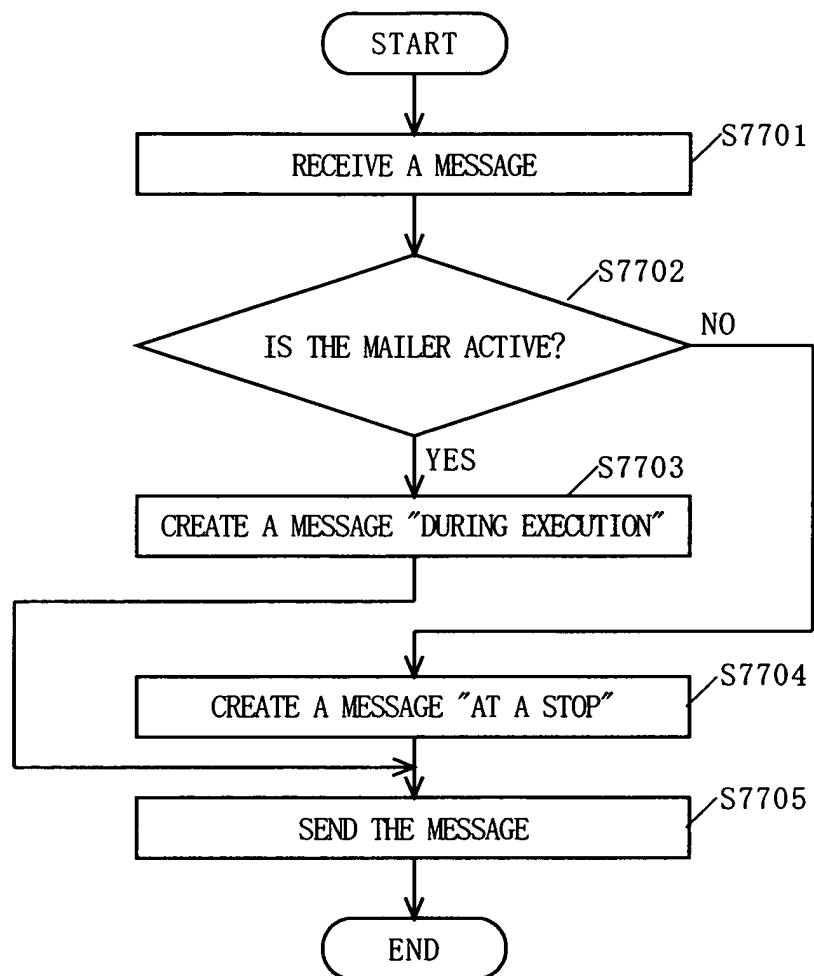 START
S7701
RECEIVE A MESSAGE
S7702
IS THE MAILER ACTIVE?
NO
YES
S7703
CREATE A MESSAGE "DURING EXECUTION"
S7704
CREATE A MESSAGE "AT A STOP"
S7705
SEND THE MESSAGE
END